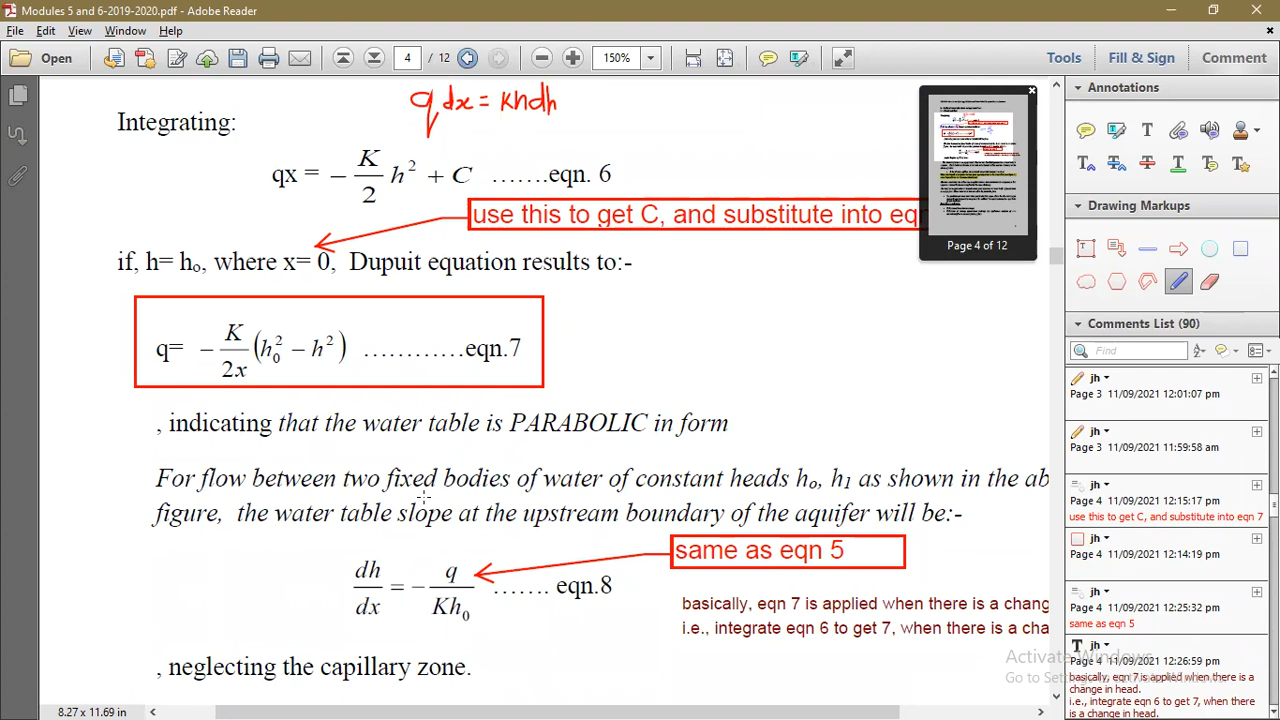 Modules 5 and 6-2019-2020.pdf - Adobe Reader
File Edit View Window Help
Open 4 / 12 150% Tools Fill & Sign Comment
q dx = Khdh
Integrating:
qx = − K/2 h² + C …….eqn. 6
use this to get C, and substitute into eq
if, h= hₒ, where x= 0, Dupuit equation results to:-
q= − K/2x (h₀² − h²) …………eqn.7
, indicating that the water table is PARABOLIC in form
For flow between two fixed bodies of water of constant heads hₒ, h₁ as shown in the ab
figure, the water table slope at the upstream boundary of the aquifer will be:-
same as eqn 5
dh/dx = − q/Kh₀ ……. eqn.8
basically, eqn 7 is applied when there is a chang
i.e., integrate eqn 6 to get 7, when there is a cha
, neglecting the capillary zone.
8.27 x 11.69 in
Page 4 of 12
Annotations
Drawing Markups
Comments List (90)
Find
jh
Page 3 11/09/2021 12:01:07 pm
jh
Page 3 11/09/2021 11:59:58 am
jh
Page 4 11/09/2021 12:15:17 pm
use this to get C, and substitute into eqn 7
jh
Page 4 11/09/2021 12:14:19 pm
jh
Page 4 11/09/2021 12:25:32 pm
same as eqn 5
jh
Page 4 11/09/2021 12:26:59 pm
basically, eqn 7 is applied when there is a
change in head.
i.e., integrate eqn 6 to get 7, when
there is a change in head.
Activate Windows
Go to Set